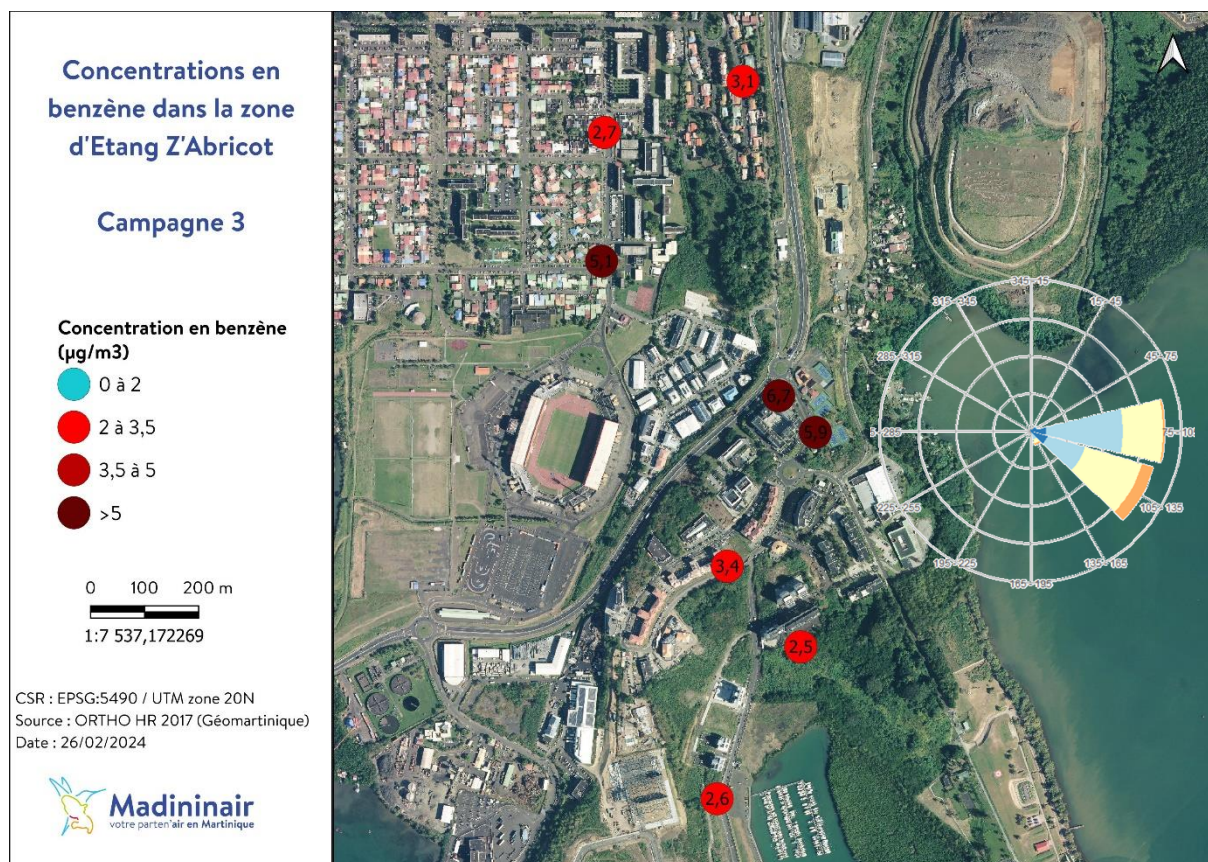 Concentrations en
benzène dans la zone
d'Etang Z'Abricot
Campagne 3
Concentration en benzène
(µg/m3)
0 à 2
2 à 3,5
3,5 à 5
>5
0 100 200 m
1:7 537,172269
CSR : EPSG:5490 / UTM zone 20N
Source : ORTHO HR 2017 (Géomartinique)
Date : 26/02/2024
Madininair
votre parten'air en Martinique
3,1
2,7
5,1
6,7
5,9
3,4
2,5
2,6
345 - 15
15 - 45
45 - 75
75 - 10
105 - 135
135 - 165
165 - 195
195 - 225
225 - 255
5 - 285
285 - 315
315 - 345